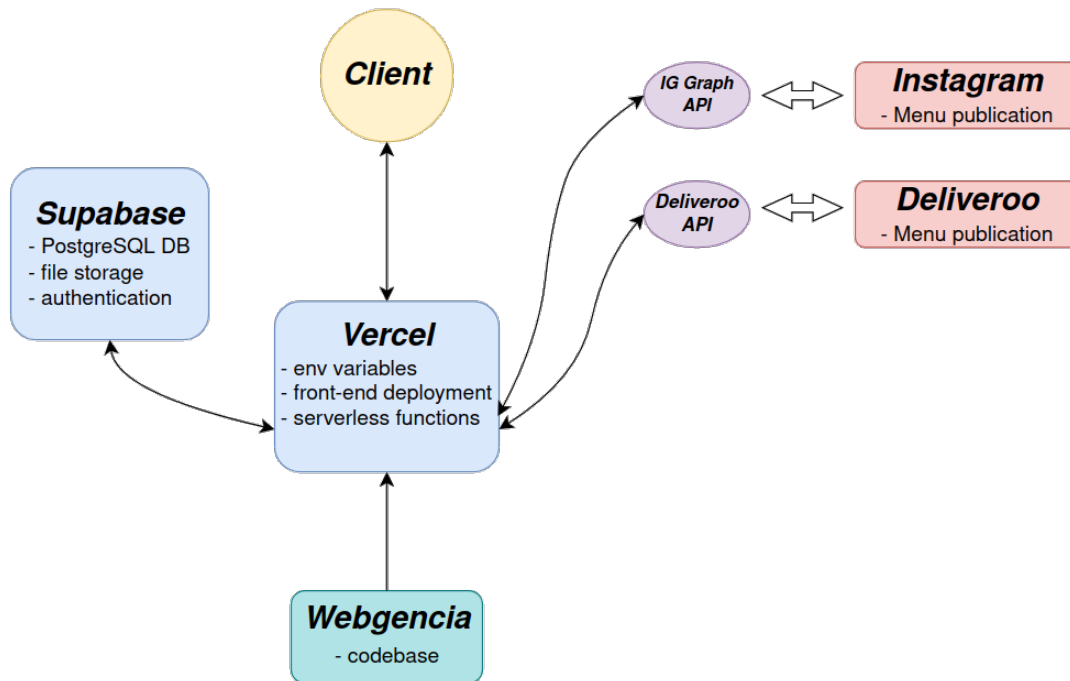 Client
IG Graph
API
Instagram
- Menu publication
Supabase
- PostgreSQL DB
- file storage
- authentication
Deliveroo
API
Deliveroo
- Menu publication
Vercel
- env variables
- front-end deployment
- serverless functions
Webgencia
- codebase